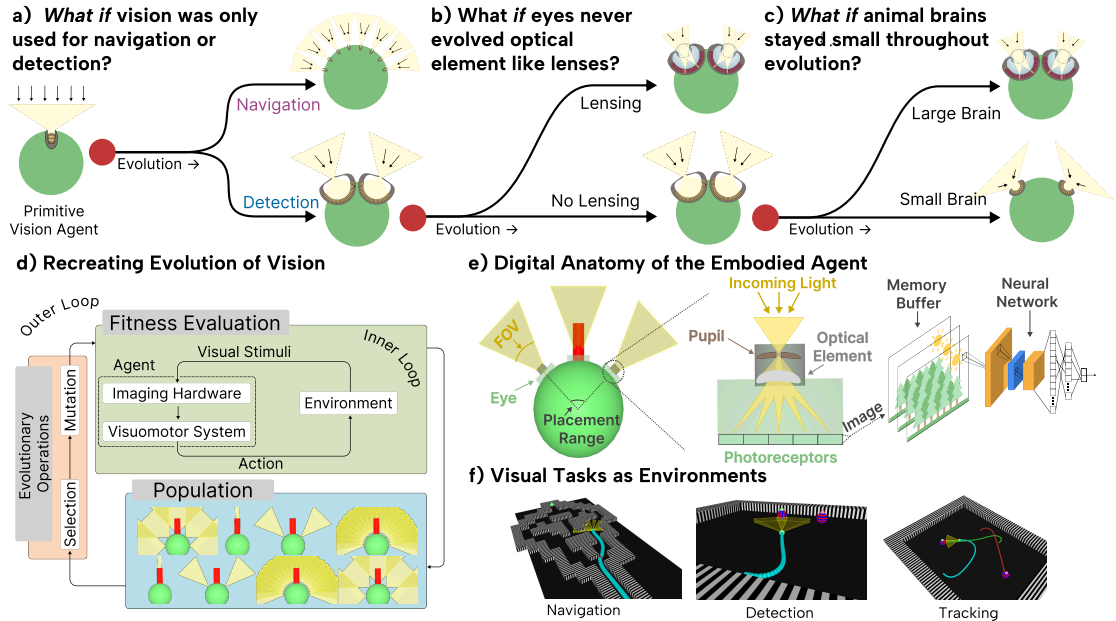 a) What if vision was only
used for navigation or
detection?
Navigation
Evolution →
Detection
Primitive
Vision Agent
b) What if eyes never
evolved optical
element like lenses?
Lensing
No Lensing
Evolution →
c) What if animal brains
stayed small throughout
evolution?
Large Brain
Small Brain
Evolution →
d) Recreating Evolution of Vision
Outer Loop
Fitness Evaluation
Inner Loop
Visual Stimuli
Agent
Imaging Hardware
Visuomotor System
Environment
Action
Evolutionary
Operations
Mutation
Selection
Population
e) Digital Anatomy of the Embodied Agent
FOV
Eye
Placement
Range
Incoming Light
Pupil
Optical
Element
Photoreceptors
Image
Memory
Buffer
Neural
Network
f) Visual Tasks as Environments
Navigation
Detection
Tracking